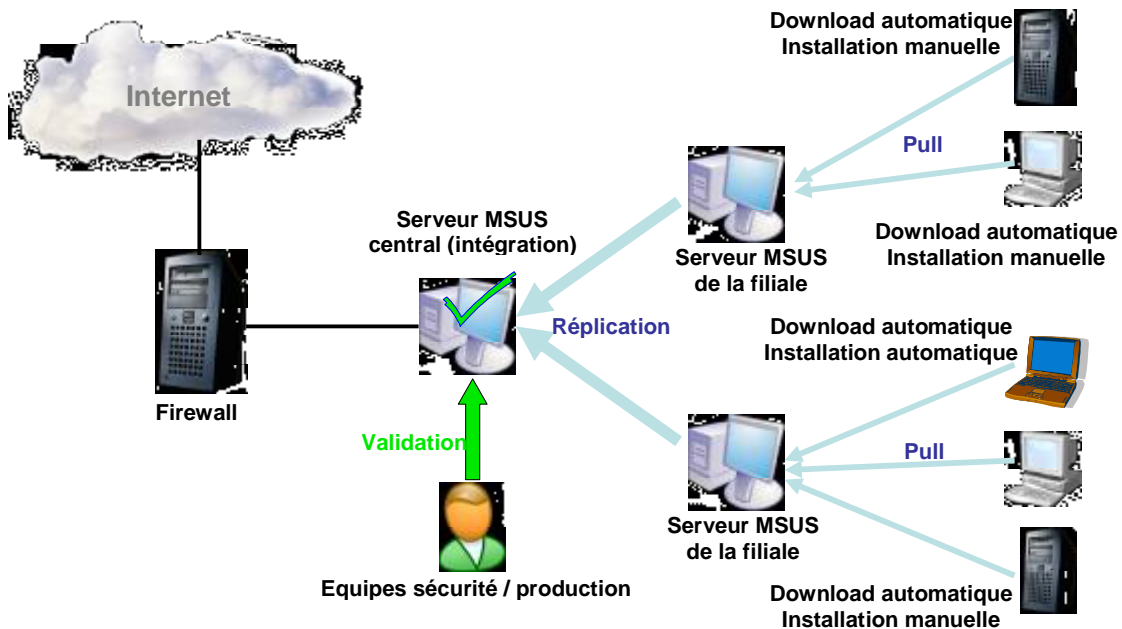 Internet
Firewall
Serveur MSUS
central (intégration)
Validation
Equipes sécurité / production
Réplication
Serveur MSUS
de la filiale
Pull
Download automatique
Installation manuelle
Download automatique
Installation manuelle
Serveur MSUS
de la filiale
Pull
Download automatique
Installation automatique
Download automatique
Installation manuelle